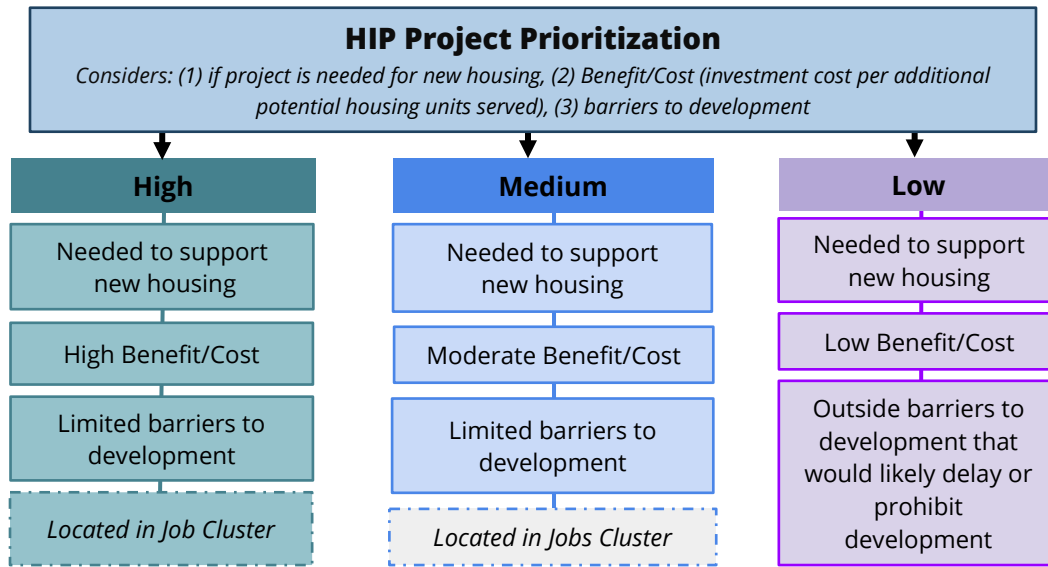 HIP Project Prioritization
Considers: (1) if project is needed for new housing, (2) Benefit/Cost (investment cost per additional
potential housing units served), (3) barriers to development
High
Needed to support
new housing
High Benefit/Cost
Limited barriers to
development
Located in Job Cluster
Medium
Needed to support
new housing
Moderate Benefit/Cost
Limited barriers to
development
Located in Jobs Cluster
Low
Needed to support
new housing
Low Benefit/Cost
Outside barriers to
development that
would likely delay or
prohibit
development